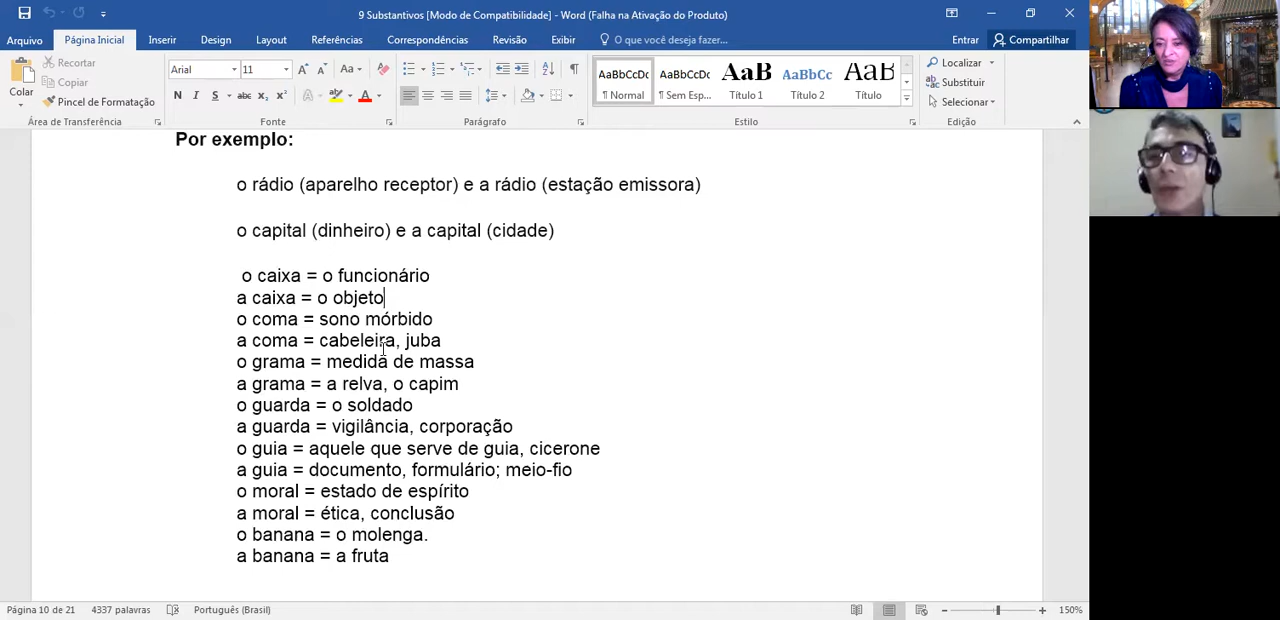 9 Substantivos [Modo de Compatibilidade] - Word (Falha na Ativação do Produto)
Arquivo Página Inicial Inserir Design Layout Referências Correspondências Revisão Exibir O que você deseja fazer... Entrar Compartilhar
Colar
Recortar
Copiar
Pincel de Formatação
Área de Transferência
Arial 11
N I S abc x₂ x²
Fonte
Parágrafo
AaBbCcDc AaBbCcDc AaB AaBbCc AaB
¶ Normal ¶ Sem Esp... Título 1 Título 2 Título
Estilo
Localizar
Substituir
Selecionar
Edição
Por exemplo:
o rádio (aparelho receptor) e a rádio (estação emissora)
o capital (dinheiro) e a capital (cidade)
o caixa = o funcionário
a caixa = o objeto
o coma = sono mórbido
a coma = cabeleira, juba
o grama = medida de massa
a grama = a relva, o capim
o guarda = o soldado
a guarda = vigilância, corporação
o guia = aquele que serve de guia, cicerone
a guia = documento, formulário; meio-fio
o moral = estado de espírito
a moral = ética, conclusão
o banana = o molenga.
a banana = a fruta
Página 10 de 21 4337 palavras Português (Brasil) 150%